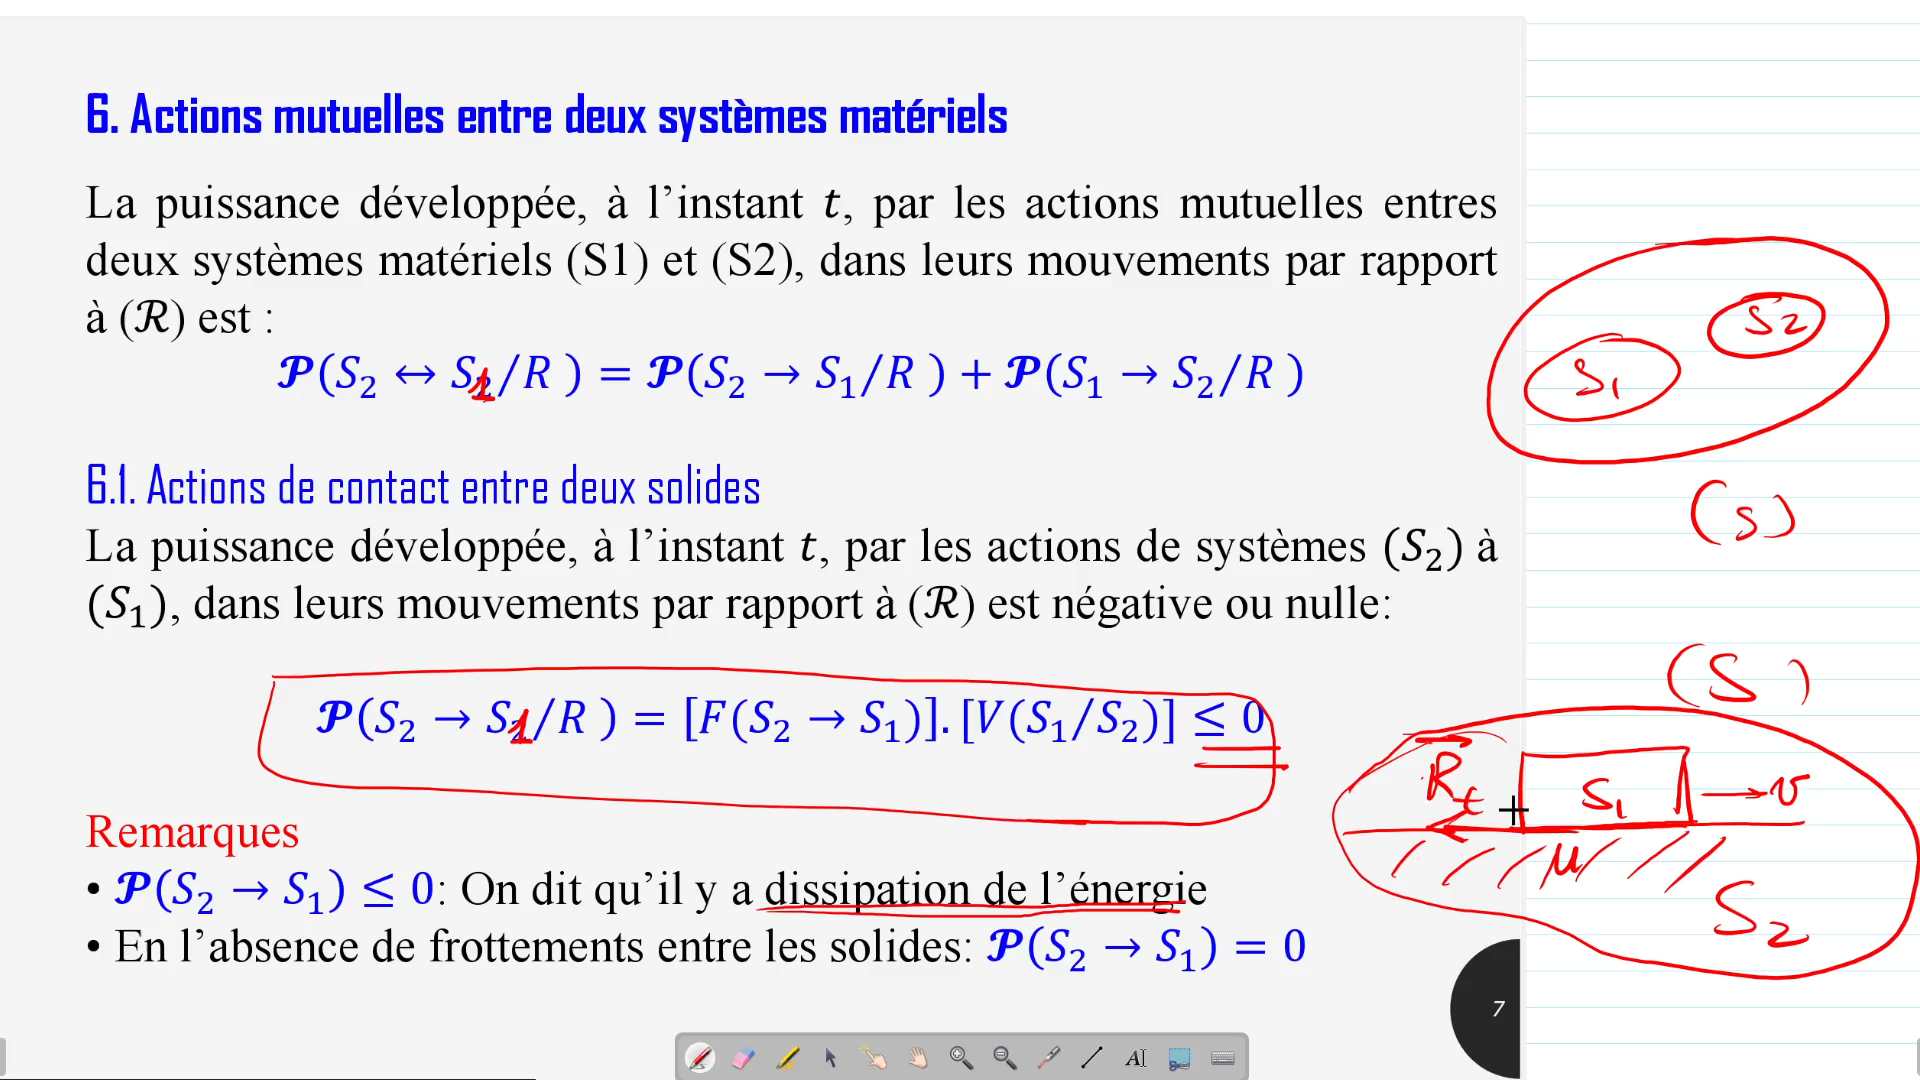 6. Actions mutuelles entre deux systèmes matériels
La puissance développée, à l’instant t, par les actions mutuelles entres
deux systèmes matériels (S1) et (S2), dans leurs mouvements par rapport
à (ℛ) est :
𝓟(S₂ ↔ S₁/R ) = 𝓟(S₂ → S₁/R ) + 𝓟(S₁ → S₂/R )
6.1. Actions de contact entre deux solides
La puissance développée, à l’instant t, par les actions de systèmes (S₂) à
(S₁), dans leurs mouvements par rapport à (ℛ) est négative ou nulle:
𝓟(S₂ → S₁/R ) = [F(S₂ → S₁)]. [V(S₁/S₂)] ≤ 0
Remarques
• 𝓟(S₂ → S₁) ≤ 0: On dit qu’il y a dissipation de l’énergie
• En l’absence de frottements entre les solides: 𝓟(S₂ → S₁) = 0
7
S2
S₁
(S)
(S)
R⃗t
S₁
→v
μ
S₂
AI